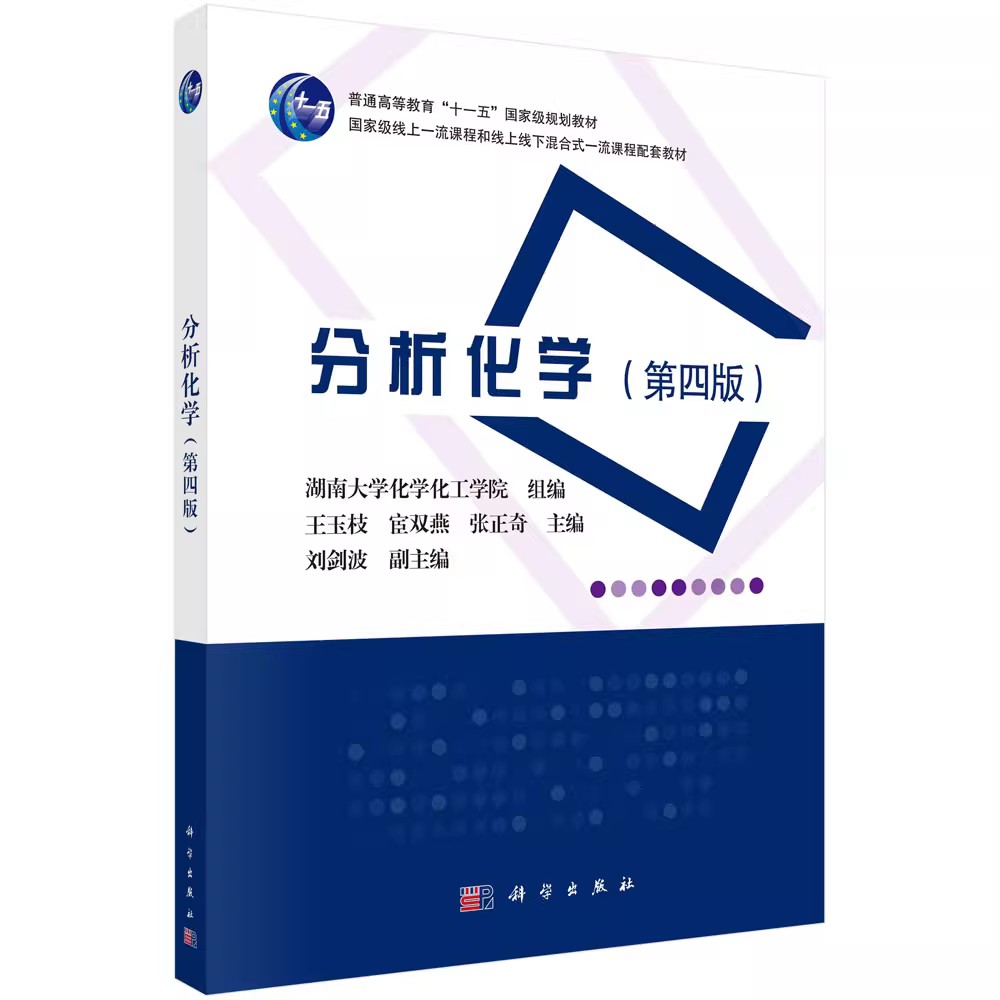 十一五
普通高等教育“十一五”国家级规划教材
国家级线上一流课程和线上线下混合式一流课程配套教材
分析化学（第四版）
湖南大学化学化工学院 组编
王玉枝 宦双燕 张正奇 主编
刘剑波 副主编
科学出版社
分析化学（第四版）
科学出版社